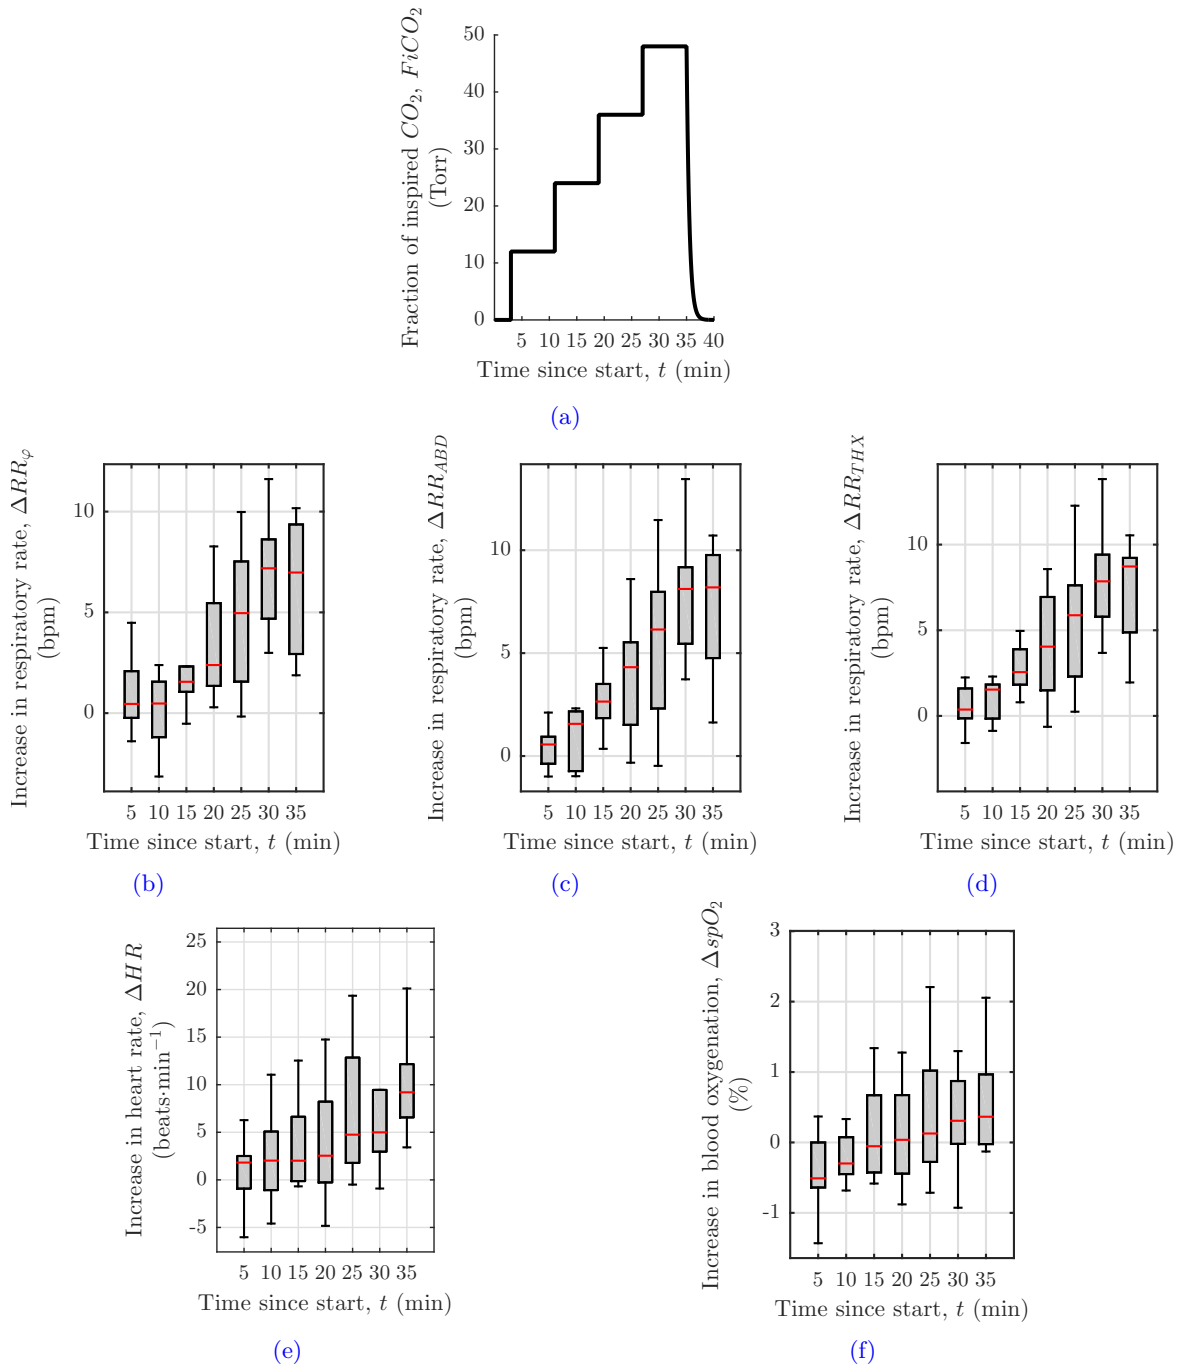 Fraction of inspired CO₂, FiCO₂
(Torr)
50
40
30
20
10
0
5 10 15 20 25 30 35 40
Time since start, t (min)
(a)
Increase in respiratory rate, ΔRR_φ
(bpm)
10
5
0
5 10 15 20 25 30 35
Time since start, t (min)
(b)
Increase in respiratory rate, ΔRR_ABD
(bpm)
10
5
0
5 10 15 20 25 30 35
Time since start, t (min)
(c)
Increase in respiratory rate, ΔRR_THX
(bpm)
10
5
0
5 10 15 20 25 30 35
Time since start, t (min)
(d)
Increase in heart rate, ΔHR
(beats·min⁻¹)
25
20
15
10
5
0
-5
5 10 15 20 25 30 35
Time since start, t (min)
(e)
Increase in blood oxygenation, ΔspO₂
(%)
3
2
1
0
-1
5 10 15 20 25 30 35
Time since start, t (min)
(f)